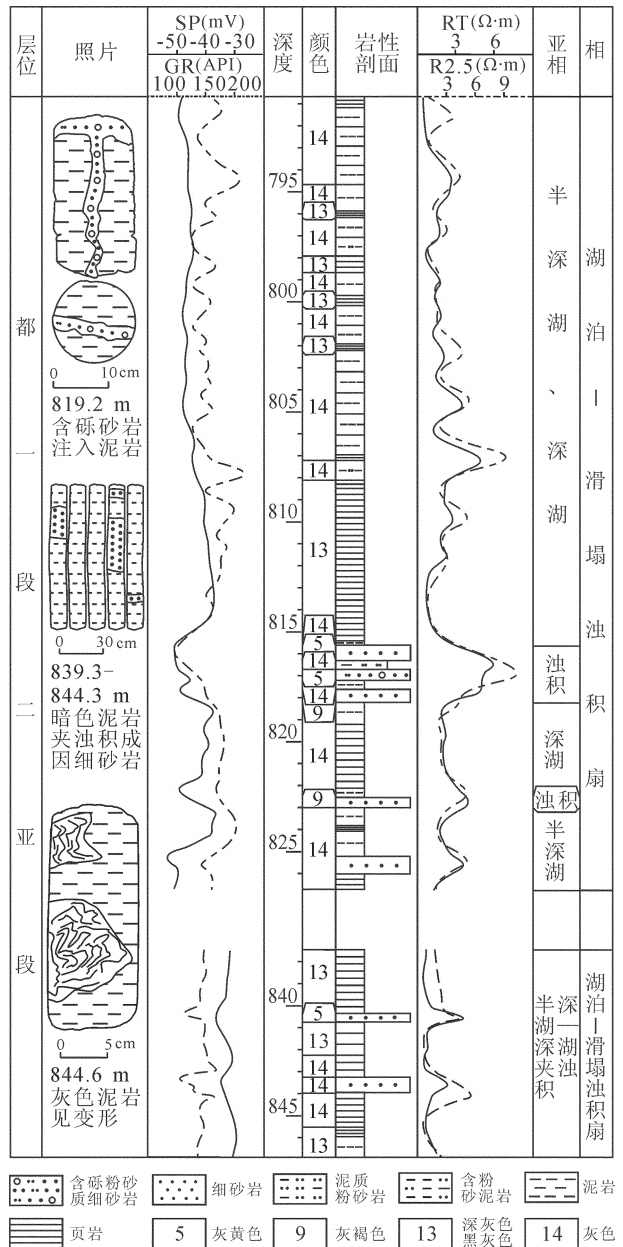 层位
照片
SP(mV)
-50 -40 -30
GR(API)
100 150 200
深度
颜色
岩性剖面
RT(Ω·m)
3 6
R2.5(Ω·m)
3 6 9
亚相
相
都一段二亚段
0 10 cm
819.2 m
含砾砂岩
注入泥岩
0 30 cm
839.3-
844.3 m
暗色泥岩
夹浊积成
因细砂岩
0 5 cm
844.6 m
灰色泥岩
见变形
795
800
805
810
815
820
825
840
845
14
14
13
14
13
14
13
14
13
14
14
13
14
5
14
5
14
9
14
9
14
13
5
13
14
14
14
13
半深湖、深湖
浊积
深湖
浊积
半深湖
半湖深夹积
深—湖浊
湖泊—滑塌浊积扇
湖泊—滑塌浊积扇
含砾粉砂
质细砂岩
细砂岩
泥质
粉砂岩
含粉
砂泥岩
泥岩
页岩
5 灰黄色
9 灰褐色
13 深灰色
黑灰色
14 灰色